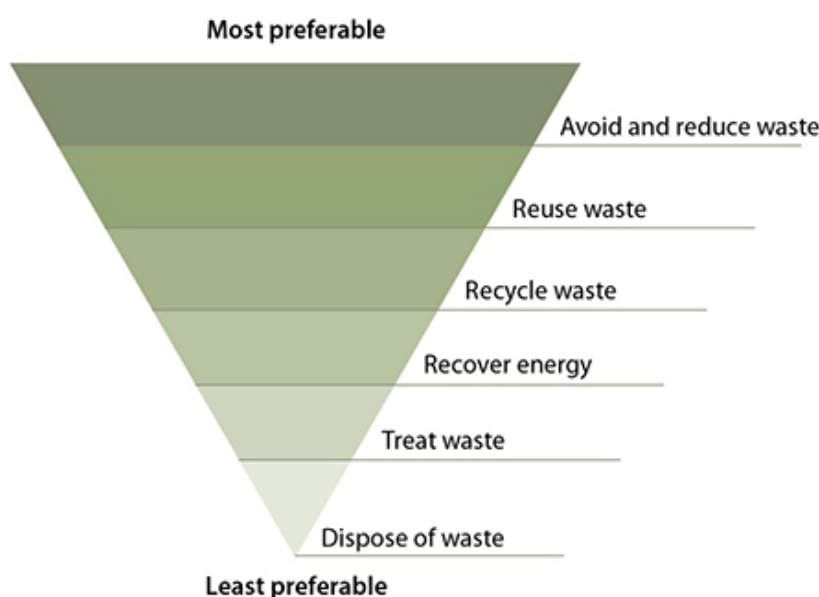 Most preferable
Avoid and reduce waste
Reuse waste
Recycle waste
Recover energy
Treat waste
Dispose of waste
Least preferable